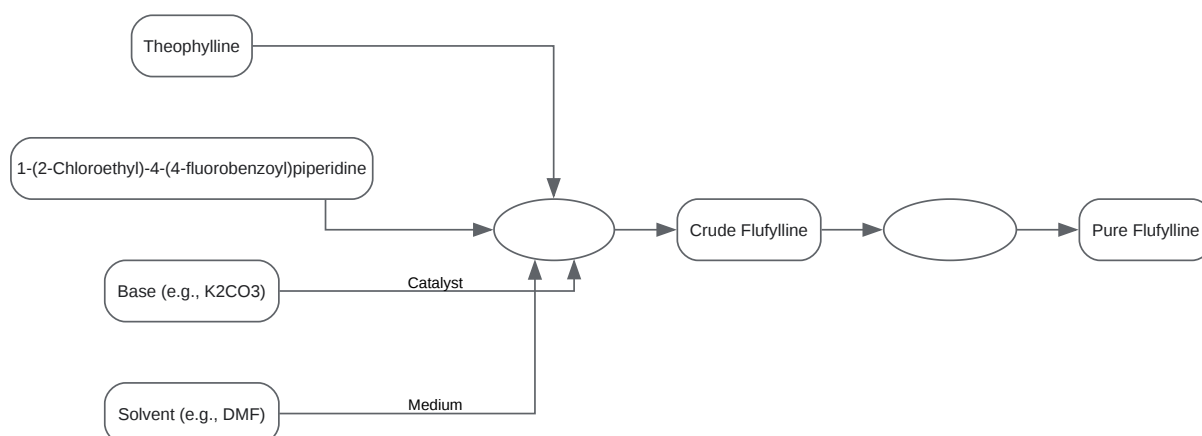 Theophylline
1-(2-Chloroethyl)-4-(4-fluorobenzoyl)piperidine
Crude Flufylline
Pure Flufylline
Base (e.g., K2CO3)
Catalyst
Solvent (e.g., DMF)
Medium